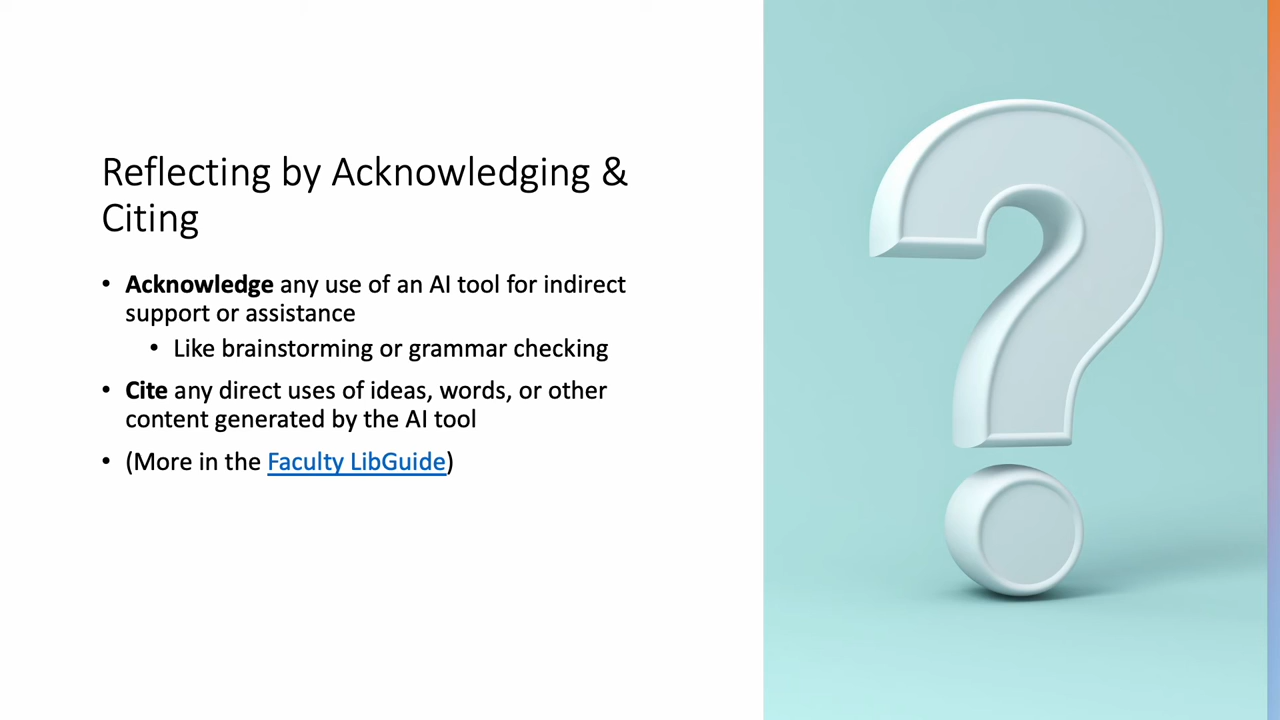 Reflecting by Acknowledging &
Citing
• Acknowledge any use of an AI tool for indirect
support or assistance
• Like brainstorming or grammar checking
• Cite any direct uses of ideas, words, or other
content generated by the AI tool
• (More in the Faculty LibGuide)
?